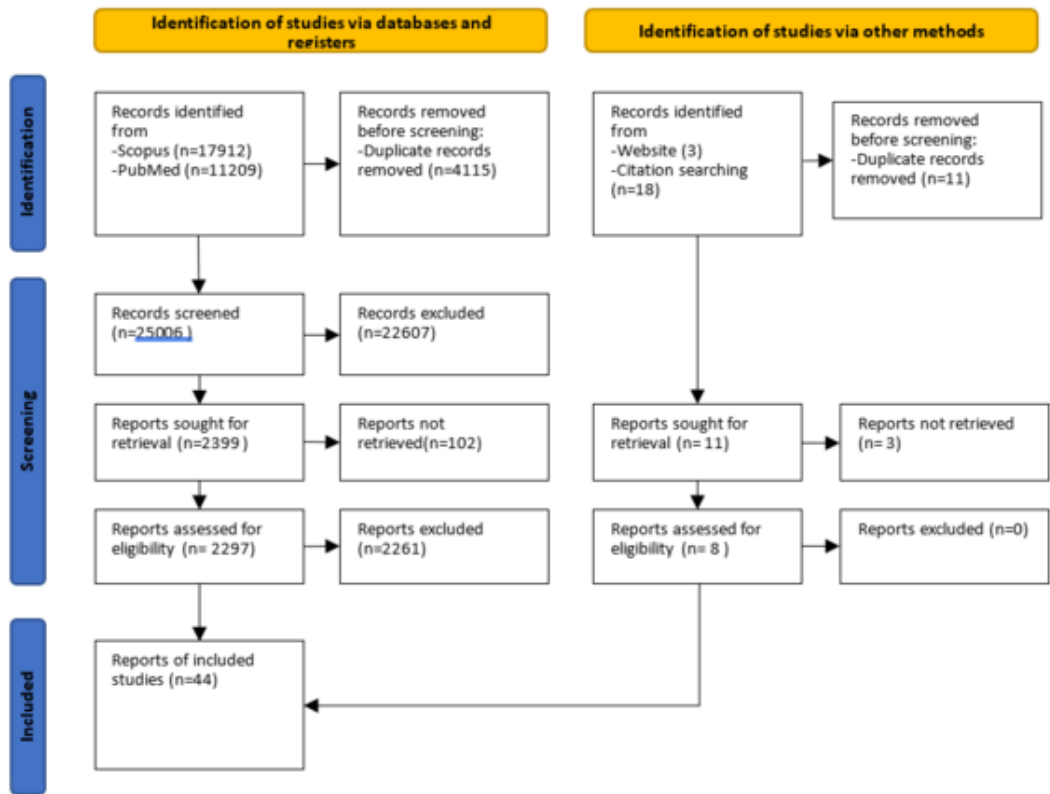 Identification of studies via databases and
registers
Identification of studies via other methods
Identification
Records identified
from
-Scopus (n=17912)
-PubMed (n=11209)
Records removed
before screening:
-Duplicate records
removed (n=4115)
Records identified
from
-Website (3)
-Citation searching
(n=18)
Records removed
before screening:
-Duplicate records
removed (n=11)
Screening
Records screened
(n=25006 )
Records excluded
(n=22607)
Reports sought for
retrieval (n=2399)
Reports not
retrieved(n=102)
Reports sought for
retrieval (n= 11)
Reports not retrieved
(n= 3)
Reports assessed for
eligibility (n= 2297)
Reports excluded
(n=2261)
Reports assessed for
eligibility (n= 8 )
Reports excluded (n=0)
Included
Reports of included
studies (n=44)